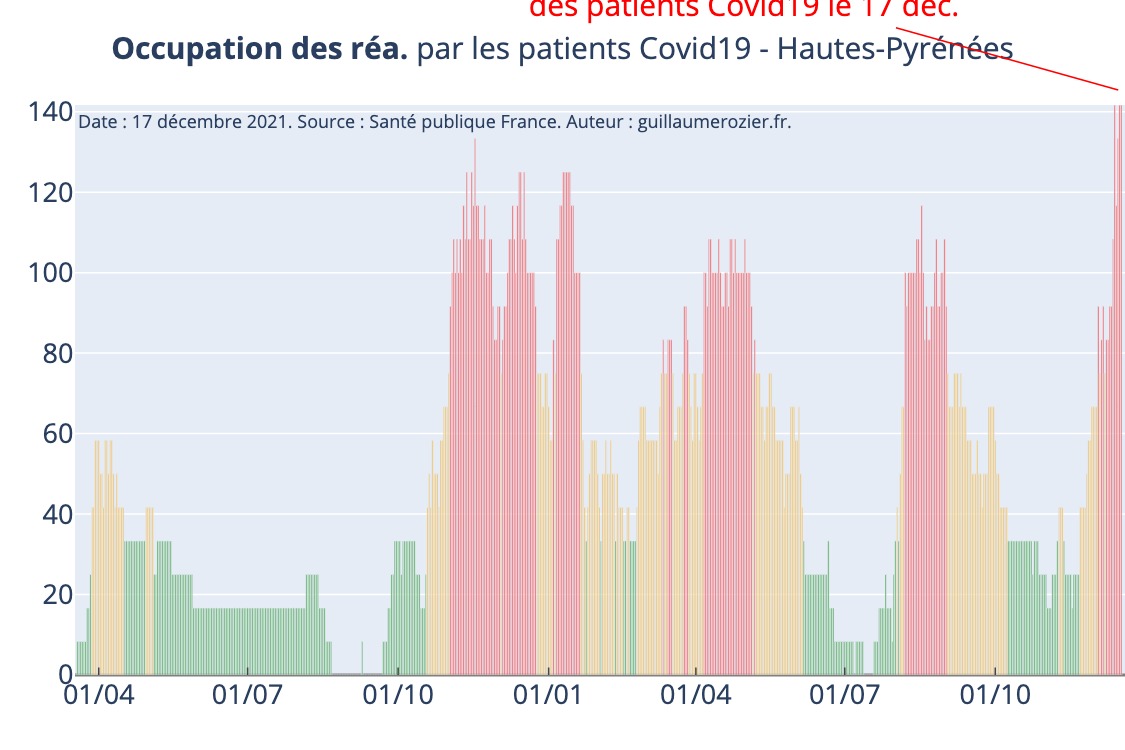 des patients Covid19 le 17 déc.
Occupation des réa. par les patients Covid19 - Hautes-Pyrénées
140
Date : 17 décembre 2021. Source : Santé publique France. Auteur : guillaumerozier.fr.
120
100
80
60
40
20
0
01/04 01/07 01/10 01/01 01/04 01/07 01/10